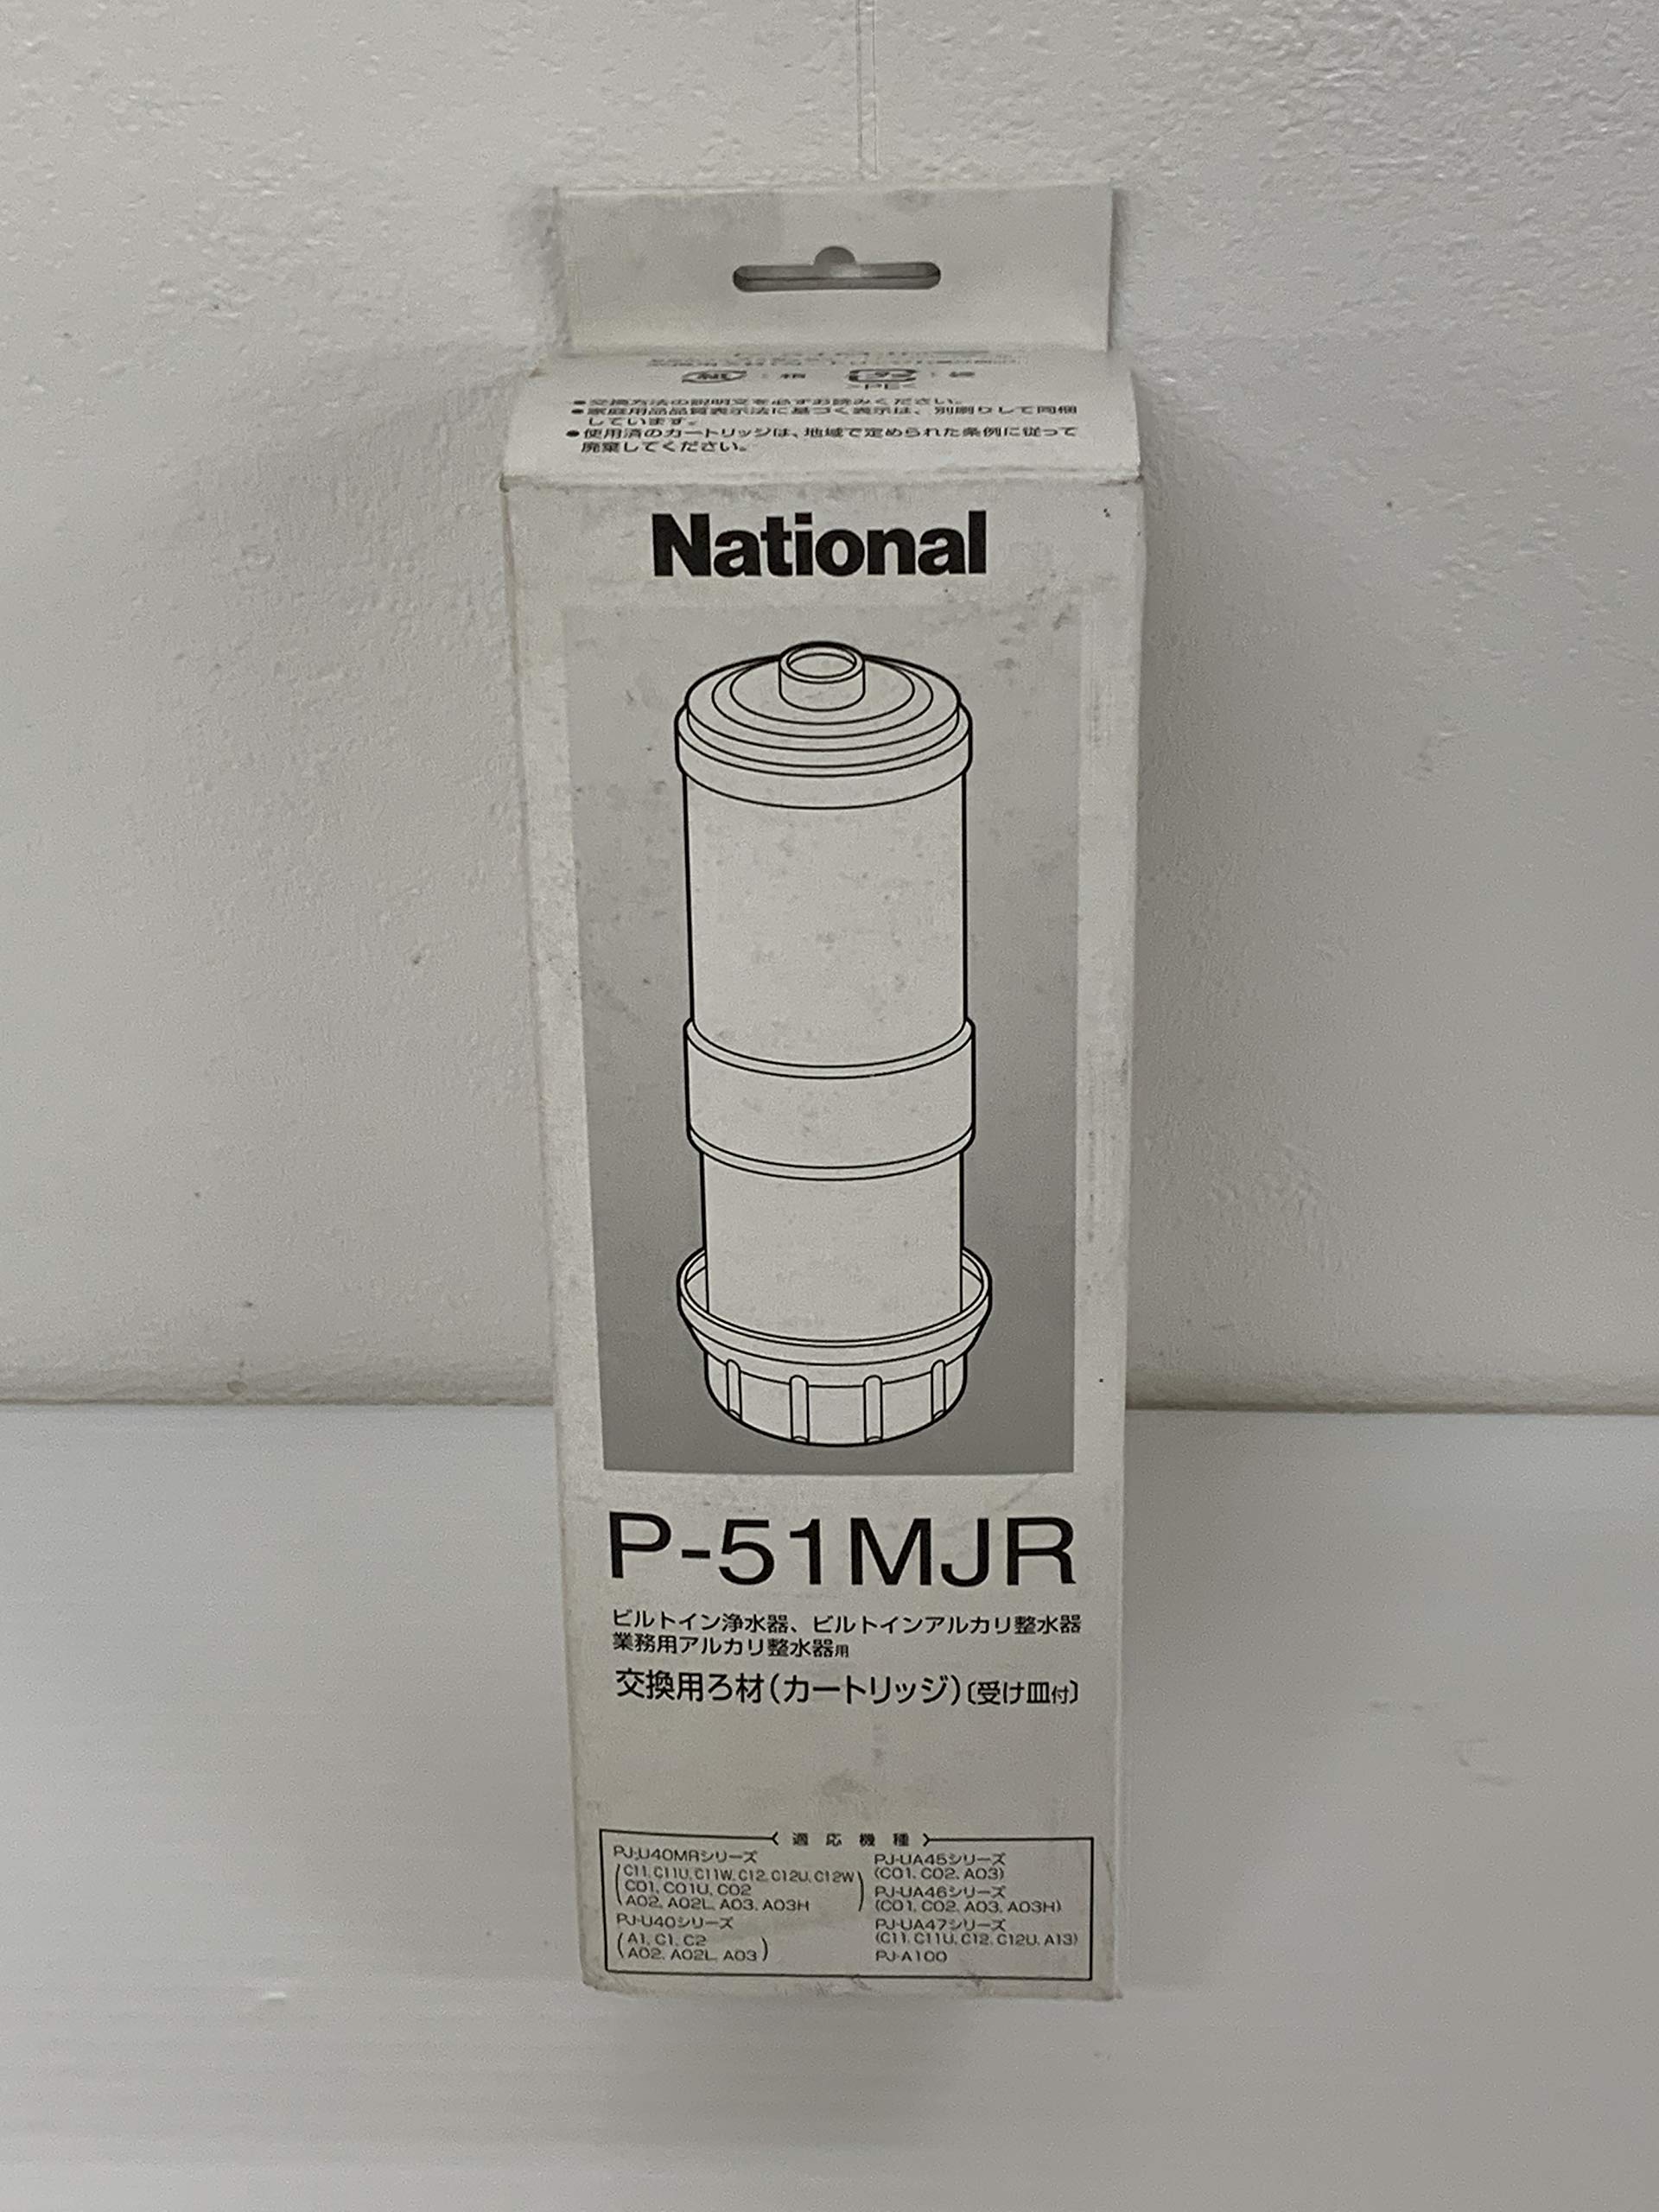 紙 : 箱 プラ : 袋
>PE<
●交換方法の説明文を必ずお読みください。
●家庭用品品質表示法に基づく表示は、別刷りして同梱
しています。
●使用済のカートリッジは、地域で定められた条例に従って
廃棄してください。
National
P-51MJR
ビルトイン浄水器、ビルトインアルカリ整水器
業務用アルカリ整水器用
交換用ろ材(カートリッジ)〔受け皿付〕
適応機種
PJ-U40MRシリーズ
(C11, C11U, C11W, C12, C12U, C12W
C01, C01U, C02
A02, A02L, A03, A03H)
PJ-U40シリーズ
(A1, C1, C2
A02, A02L, A03)
PJ-UA45シリーズ
(C01, C02, A03)
PJ-UA46シリーズ
(C01, C02, A03, A03H)
PJ-UA47シリーズ
(C11, C11U, C12, C12U, A13)
PJ-A100